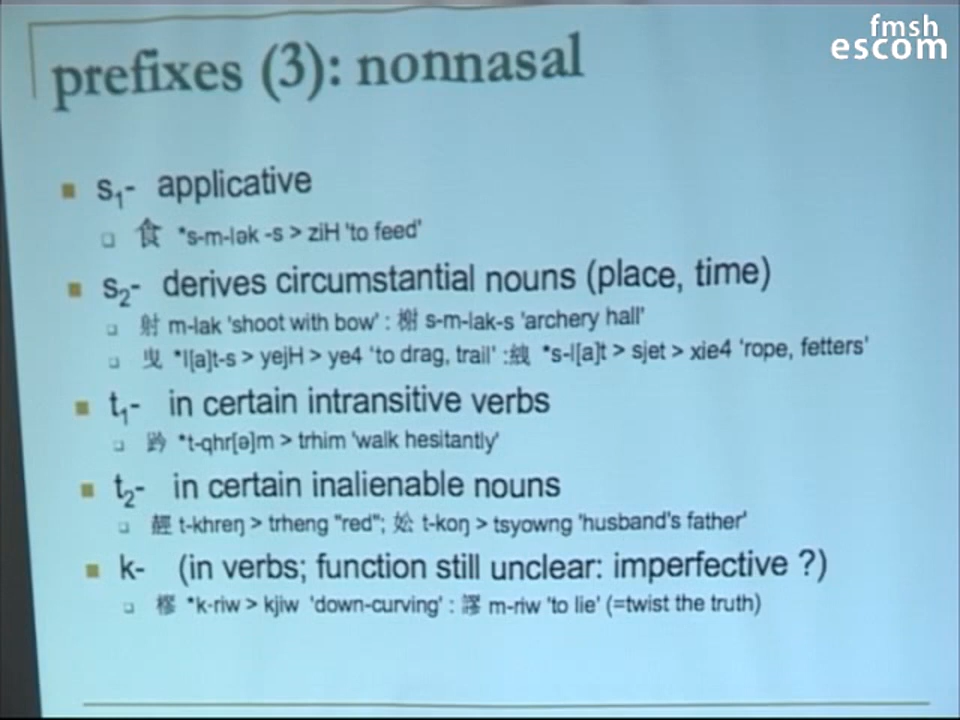 fmsh
escom
prefixes (3): nonnasal
s₁- applicative
食 *s-m-lək -s > ziH 'to feed'
s₂- derives circumstantial nouns (place, time)
射 m-lak 'shoot with bow' : 榭 s-m-lak-s 'archery hall'
曳 *l[a]t-s > yejH > ye4 'to drag, trail' :絏 *s-l[a]t > sjet > xie4 'rope, fetters'
t₁- in certain intransitive verbs
*t-qhr[ə]m > trhim 'walk hesitantly'
t₂- in certain inalienable nouns
t-khreŋ > trheng "red"; 妐 t-koŋ > tsyowng 'husband's father'
k- (in verbs; function still unclear: imperfective ?)
樛 *k-riw > kjiw 'down-curving' : 謬 m-riw 'to lie' (=twist the truth)